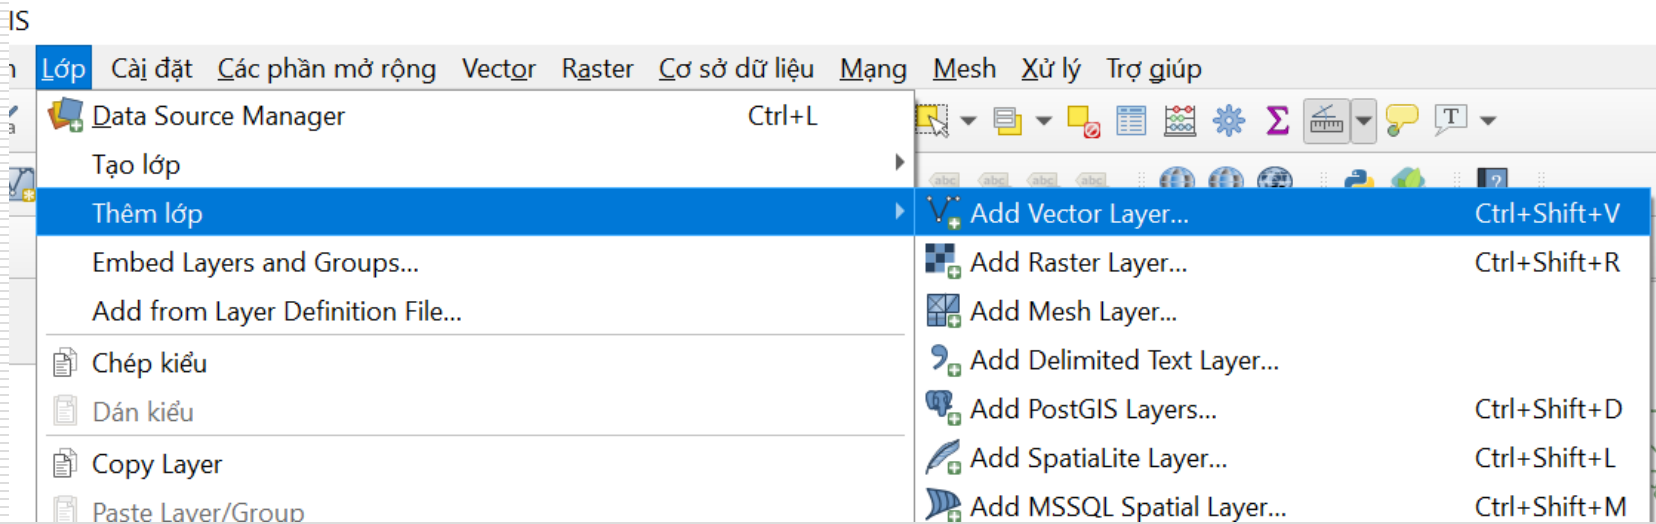 IS
Lớp Cài đặt Các phần mở rộng Vector Raster Cơ sở dữ liệu Mạng Mesh Xử lý Trợ giúp
Data Source Manager Ctrl+L
Tạo lớp
abc abc abc abc
Thêm lớp Add Vector Layer... Ctrl+Shift+V
Embed Layers and Groups... Add Raster Layer... Ctrl+Shift+R
Add from Layer Definition File... Add Mesh Layer...
Chép kiểu Add Delimited Text Layer...
Dán kiểu Add PostGIS Layers... Ctrl+Shift+D
Copy Layer Add SpatiaLite Layer... Ctrl+Shift+L
Paste Layer/Group Add MSSQL Spatial Layer... Ctrl+Shift+M